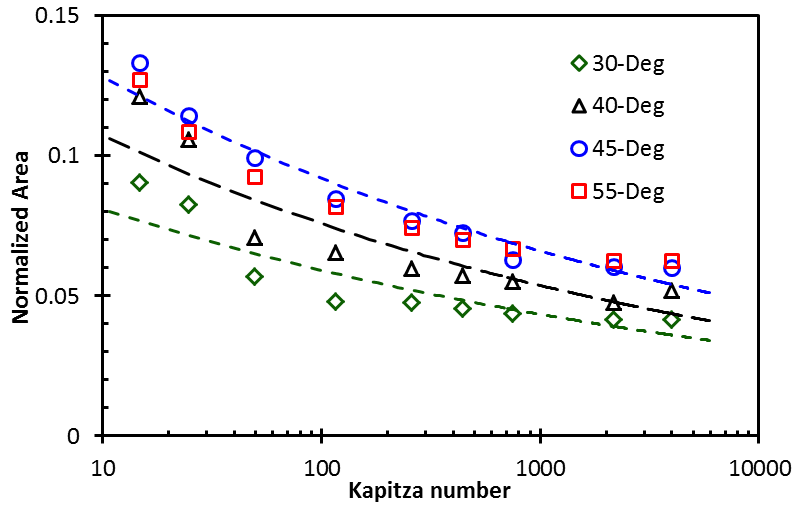 0.15
0.1
0.05
0
Normalized Area
30-Deg
40-Deg
45-Deg
55-Deg
10
100
1000
10000
Kapitza number